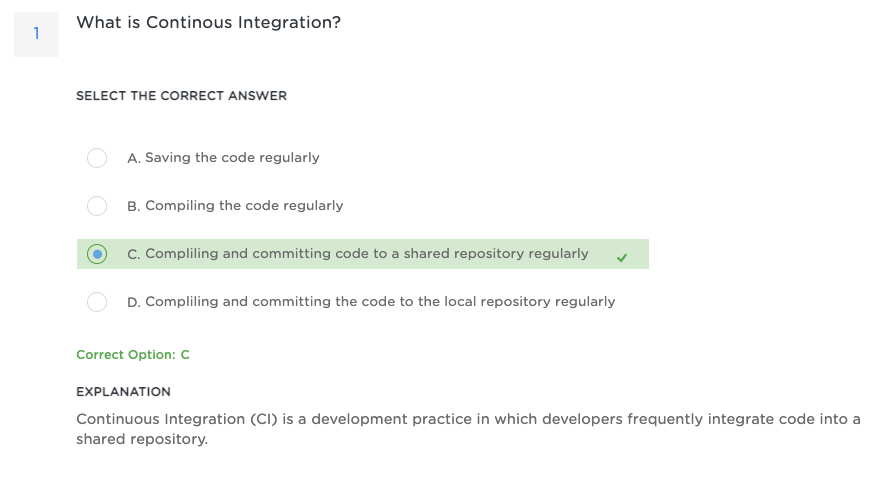 1
What is Continous Integration?
SELECT THE CORRECT ANSWER
A. Saving the code regularly
B. Compiling the code regularly
C. Compliling and committing code to a shared repository regularly
D. Compliling and committing the code to the local repository regularly
Correct Option: C
EXPLANATION
Continuous Integration (CI) is a development practice in which developers frequently integrate code into a
shared repository.